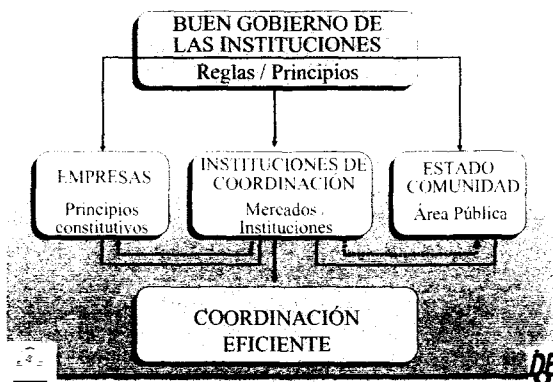 BUEN GOBIERNO DE
LAS INSTITUCIONES
Reglas / Principios
EMPRESAS
Principios
constitutivos
INSTITUCIONES DE
COORDINACIÓN
Mercados
Instituciones
ESTADO
COMUNIDAD
Área Pública
COORDINACIÓN
EFICIENTE